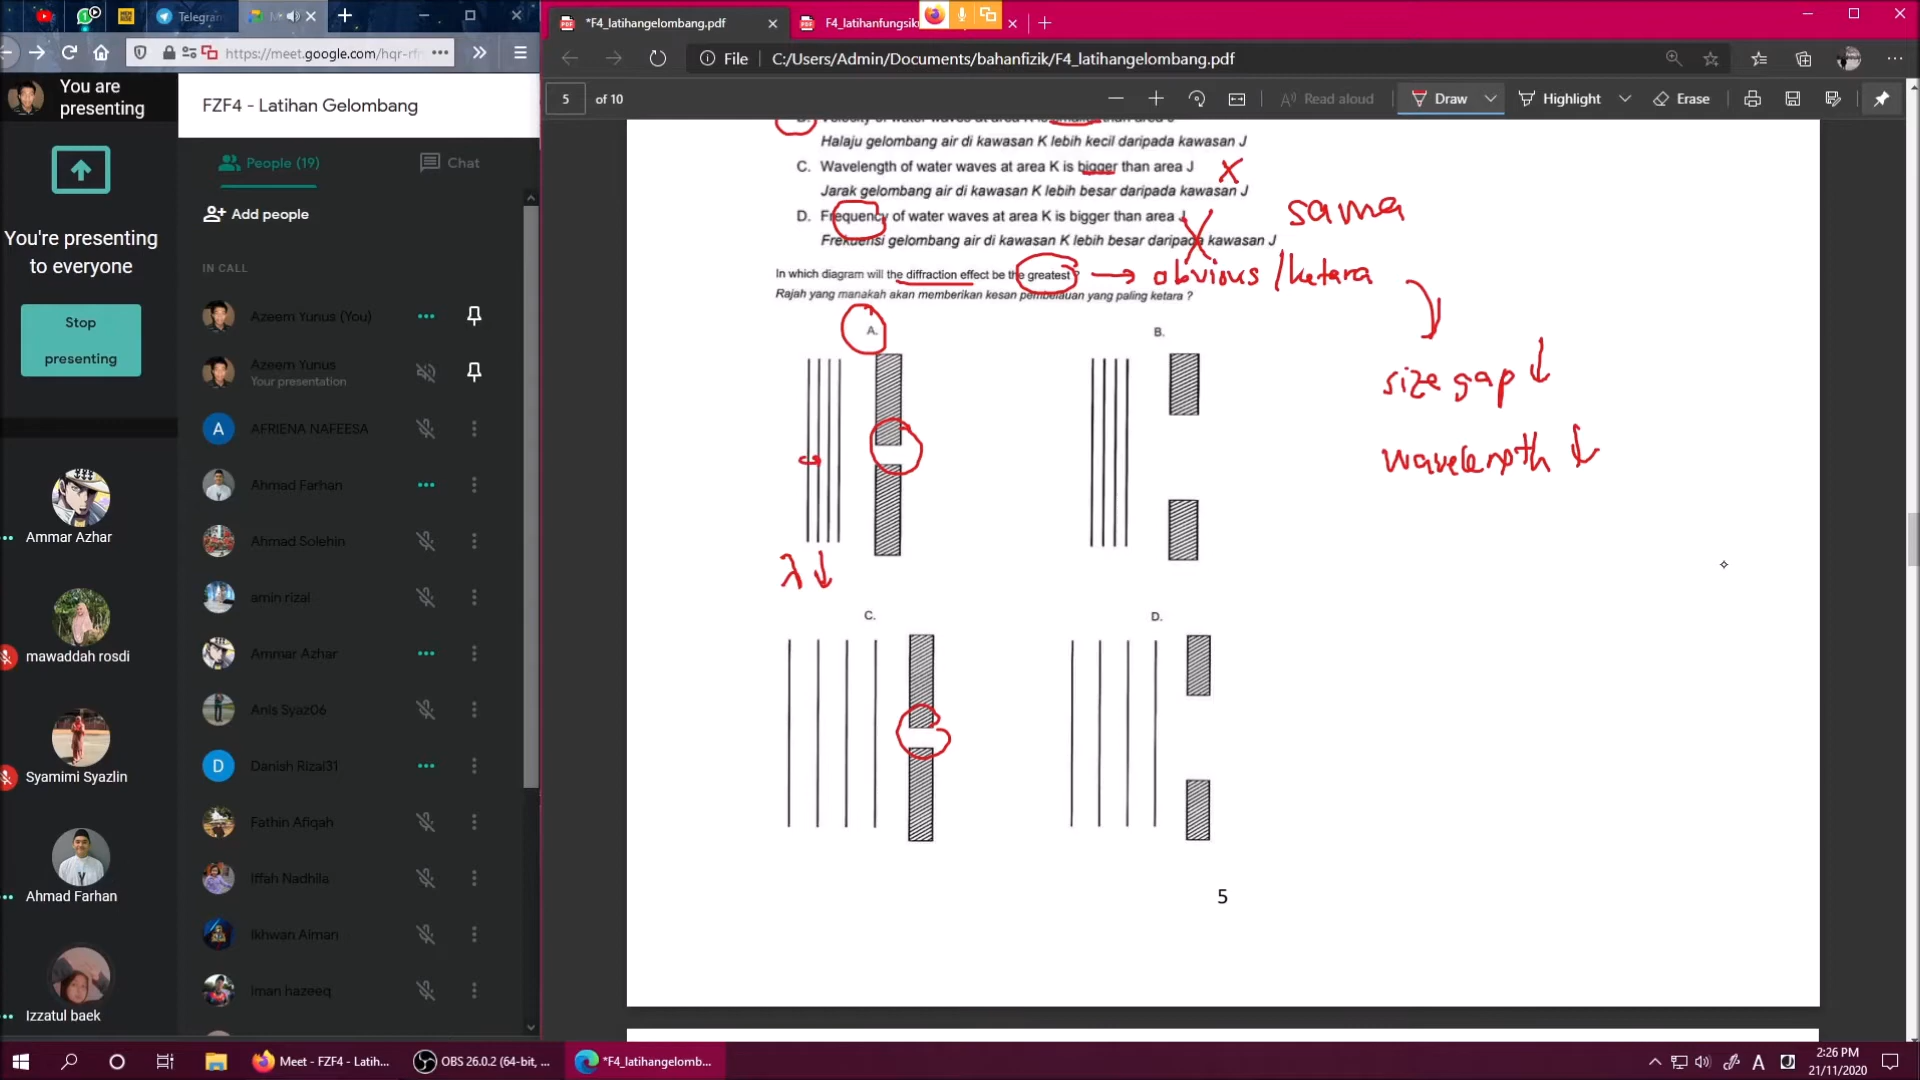 Telegram
M
https://meet.google.com/hqr-rf
*F4_latihangelombang.pdf
F4_latihanfungsiku
File
C:/Users/Admin/Documents/bahanfizik/F4_latihangelombang.pdf
5 of 10
Read aloud
Draw
Highlight
Erase
You are
presenting
You're presenting
to everyone
Stop
presenting
Ammar Azhar
mawaddah rosdi
Syamimi Syazlin
Ahmad Farhan
Izzatul baek
FZF4 - Latihan Gelombang
People (19)
Chat
Add people
IN CALL
Azeem Yunus (You)
Azeem Yunus
Your presentation
A AFRIENA NAFEESA
Ahmad Farhan
Ahmad Solehin
amin rizal
Ammar Azhar
Anis Syaz06
D Danish Rizal31
Fathin Afiqah
Iffah Nadhila
Ikhwan Aiman
iman hazeeq
Halaju gelombang air di kawasan K lebih kecil daripada kawasan J
C. Wavelength of water waves at area K is bigger than area J
Jarak gelombang air di kawasan K lebih besar daripada kawasan J
D. Frequency of water waves at area K is bigger than area J
sama
Frekuensi gelombang air di kawasan K lebih besar daripada kawasan J
In which diagram will the diffraction effect be the greatest ?
→ obvious / ketara
Rajah yang manakah akan memberikan kesan pembelauan yang paling ketara ?
size gap ↓
wavelength ↓
A.
B.
λ ↓
C.
D.
5
Meet - FZF4 - Latih...
OBS 26.0.2 (64-bit, ...
*F4_latihangelomb...
A
2:26 PM
21/11/2020